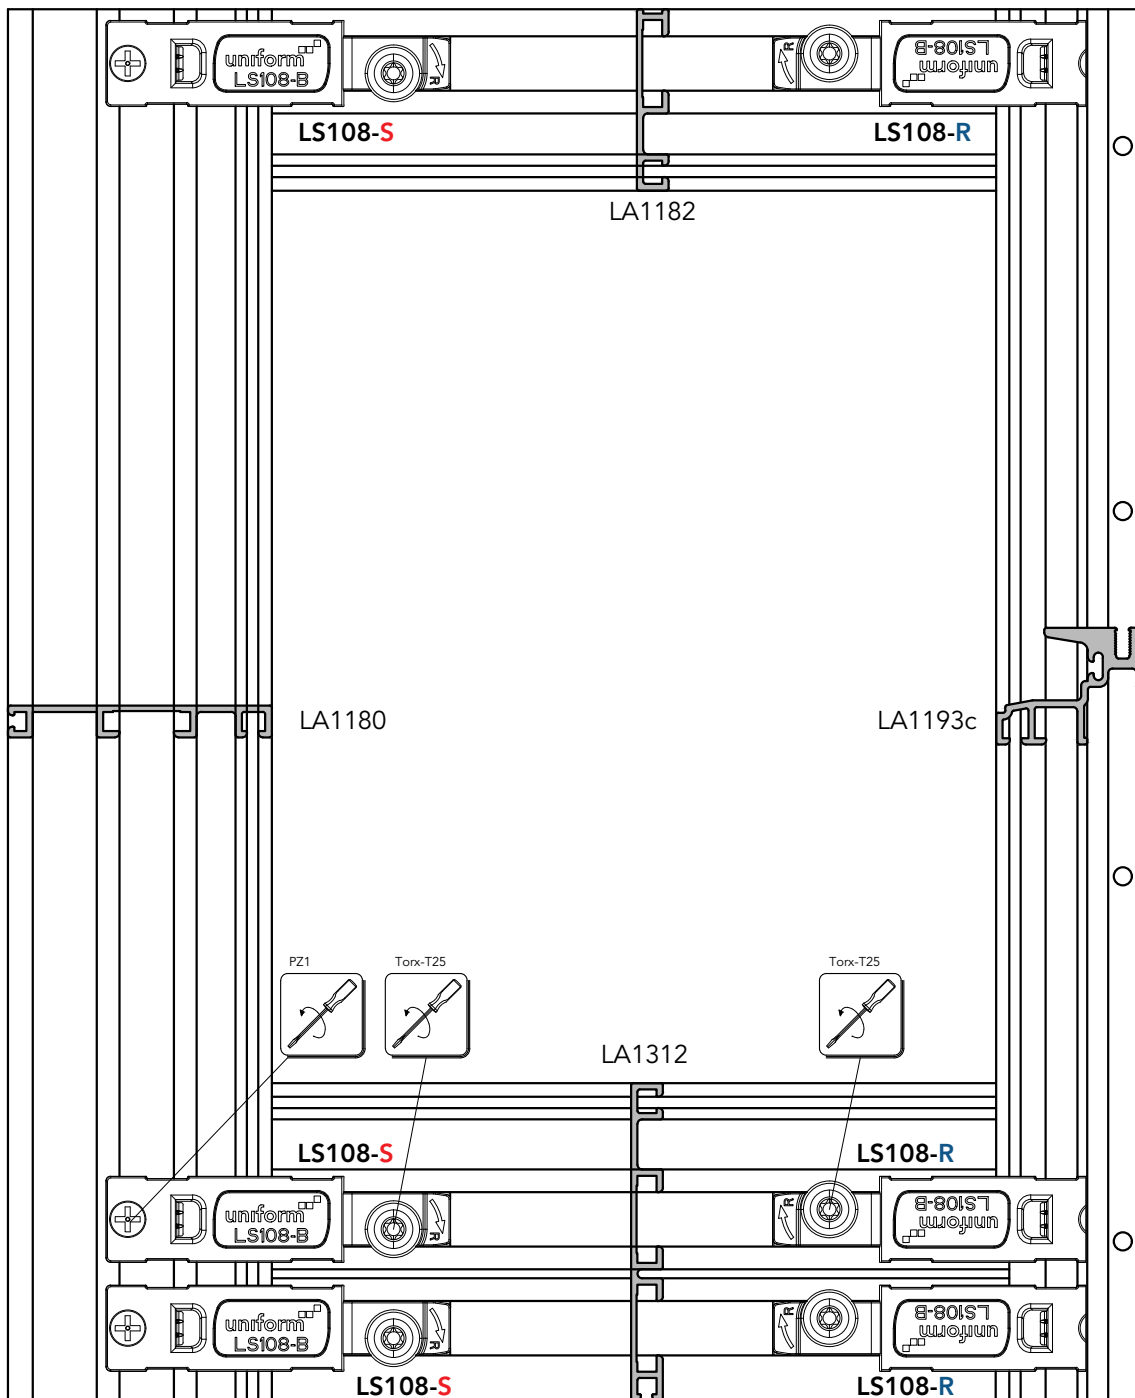 uniform
LS108-B
R
R
uniform
LS108-B
LS108-S
LS108-R
LA1182
LA1180
LA1193c
PZ1
Torx-T25
Torx-T25
LA1312
LS108-S
LS108-R
uniform
LS108-B
R
R
uniform
LS108-B
uniform
LS108-B
R
R
uniform
LS108-B
LS108-S
LS108-R